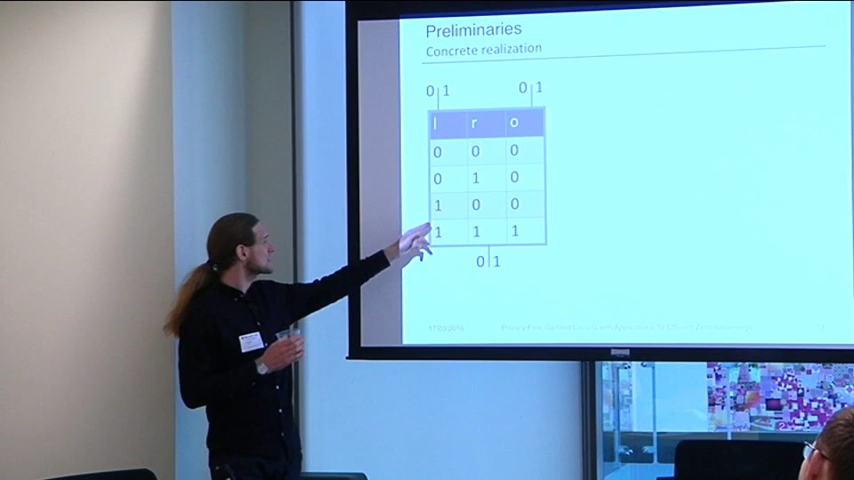 Preliminaries
Concrete realization
0 1 0 1
l r o
0 0 0
0 1 0
1 0 0
1 1 1
0 1